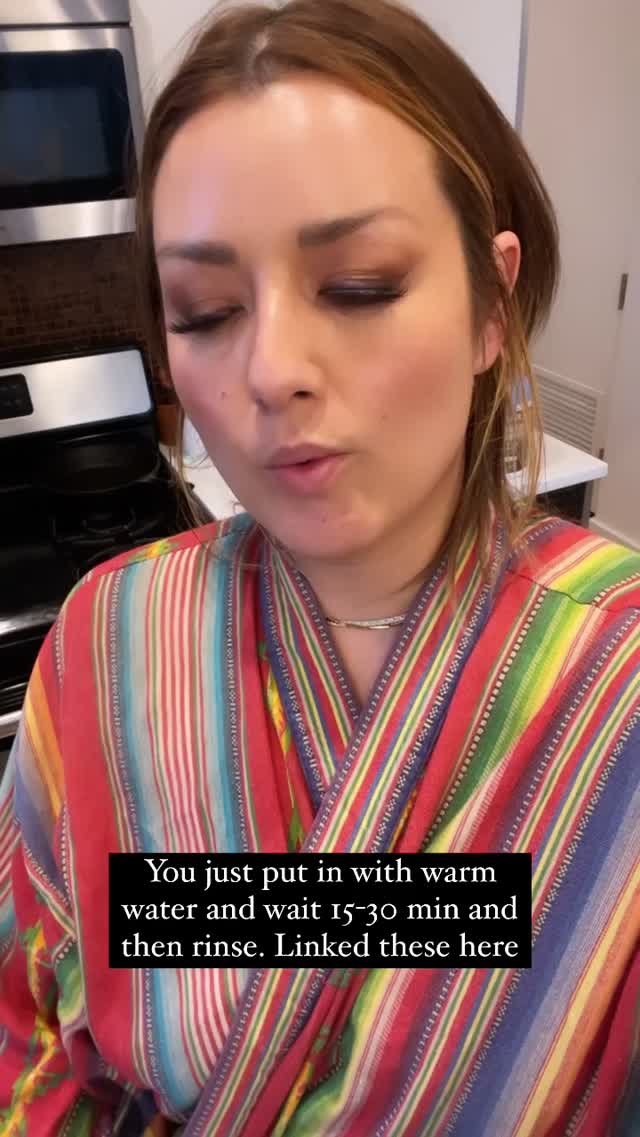 You just put in with warm
water and wait 15-30 min and
then rinse. Linked these here